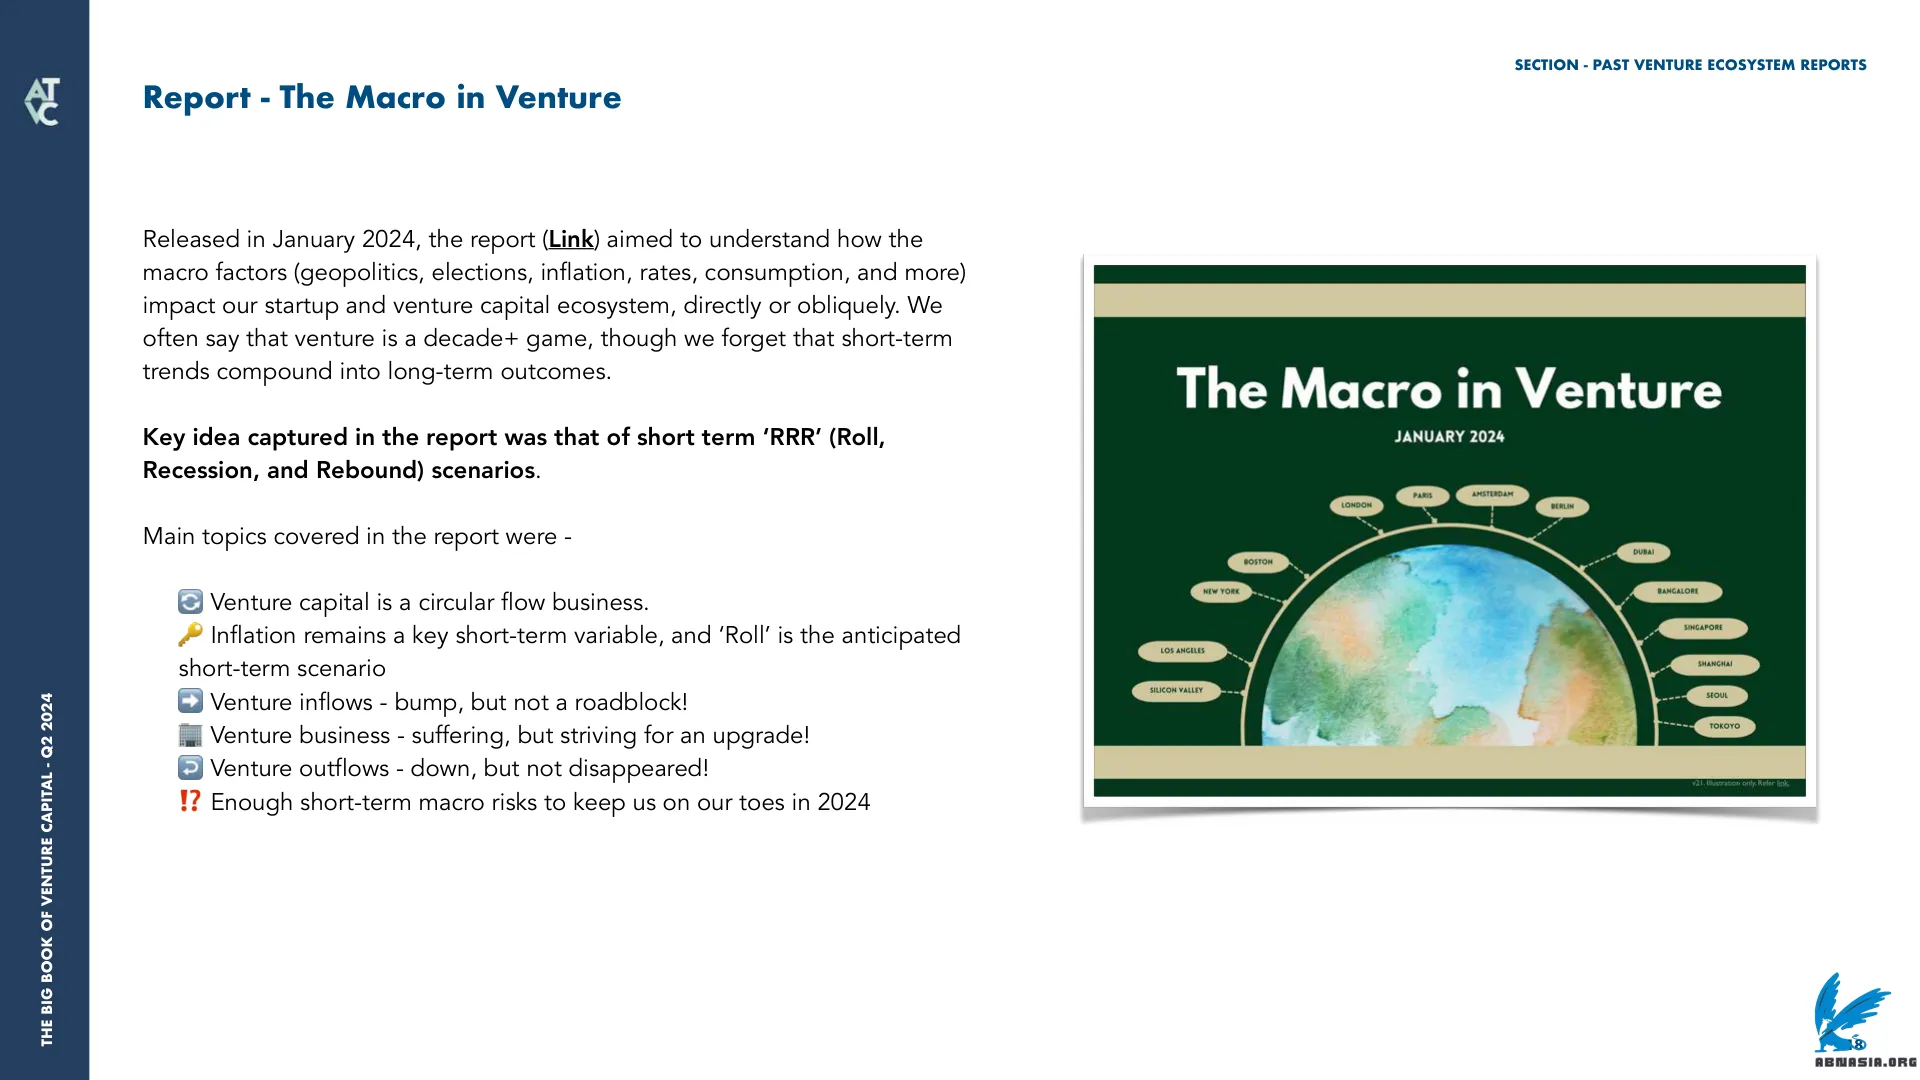 SECTION - PAST VENTURE ECOSYSTEM REPORTS
AT
VC
Report - The Macro in Venture
Released in January 2024, the report (Link) aimed to understand how the
macro factors (geopolitics, elections, inflation, rates, consumption, and more)
impact our startup and venture capital ecosystem, directly or obliquely. We
often say that venture is a decade+ game, though we forget that short-term
trends compound into long-term outcomes.
Key idea captured in the report was that of short term ‘RRR’ (Roll,
Recession, and Rebound) scenarios.
Main topics covered in the report were -
🔄 Venture capital is a circular flow business.
🔑 Inflation remains a key short-term variable, and ‘Roll’ is the anticipated
short-term scenario
➡️ Venture inflows - bump, but not a roadblock!
🏢 Venture business - suffering, but striving for an upgrade!
↩️ Venture outflows - down, but not disappeared!
⁉️ Enough short-term macro risks to keep us on our toes in 2024
The Macro in Venture
JANUARY 2024
LONDON
PARIS
AMSTERDAM
BERLIN
BOSTON
DUBAI
NEW YORK
BANGALORE
SINGAPORE
LOS ANGELES
SHANGHAI
SILICON VALLEY
SEOUL
TOKOYO
v21. Illustration only. Refer link.
THE BIG BOOK OF VENTURE CAPITAL - Q2 2024
8
ABNASIA.ORG